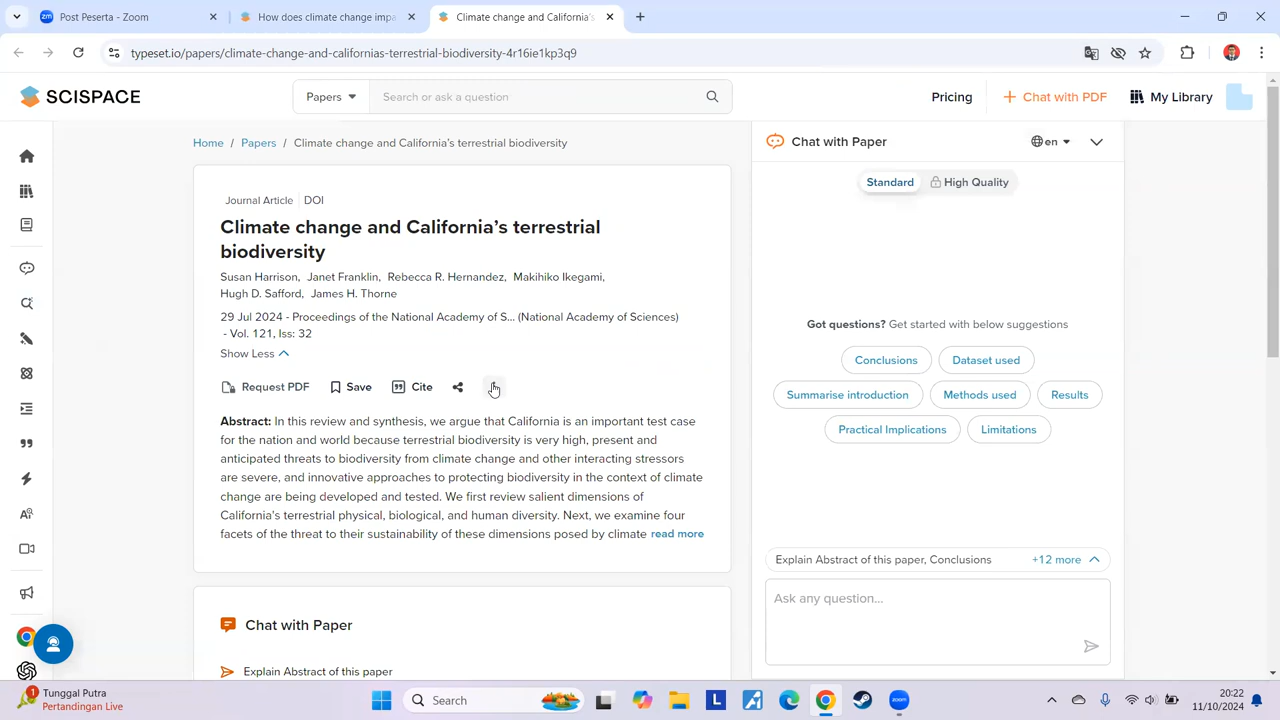 Post Peserta - Zoom
How does climate change impa
Climate change and California's
typeset.io/papers/climate-change-and-californias-terrestrial-biodiversity-4r16ie1kp3q9
SCISPACE
Papers
Search or ask a question
Pricing
Chat with PDF
My Library
Home / Papers / Climate change and California's terrestrial biodiversity
Journal Article
DOI
Climate change and California's terrestrial
biodiversity
Susan Harrison, Janet Franklin, Rebecca R. Hernandez, Makihiko Ikegami,
Hugh D. Safford, James H. Thorne
29 Jul 2024 - Proceedings of the National Academy of S... (National Academy of Sciences)
- Vol. 121, Iss: 32
Show Less
Request PDF
Save
Cite
Abstract: In this review and synthesis, we argue that California is an important test case
for the nation and world because terrestrial biodiversity is very high, present and
anticipated threats to biodiversity from climate change and other interacting stressors
are severe, and innovative approaches to protecting biodiversity in the context of climate
change are being developed and tested. We first review salient dimensions of
California's terrestrial physical, biological, and human diversity. Next, we examine four
facets of the threat to their sustainability of these dimensions posed by climate read more
Chat with Paper
Explain Abstract of this paper
Chat with Paper
en
Standard
High Quality
Got questions? Get started with below suggestions
Conclusions
Dataset used
Summarise introduction
Methods used
Results
Practical Implications
Limitations
Explain Abstract of this paper, Conclusions
+12 more
Ask any question...
1
Tunggal Putra
Pertandingan Live
Search
zoom
20:22
11/10/2024